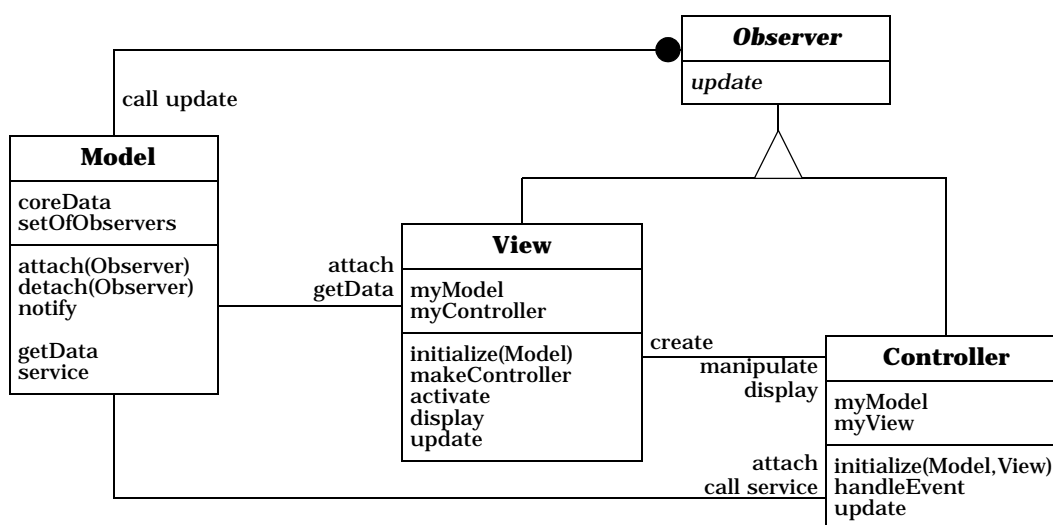 Observer
update
call update
Model
coreData
setOfObservers
attach(Observer)
detach(Observer)
notify
getData
service
attach
getData
View
myModel
myController
initialize(Model)
makeController
activate
display
update
create
manipulate
display
Controller
myModel
myView
attach
call service
initialize(Model,View)
handleEvent
update